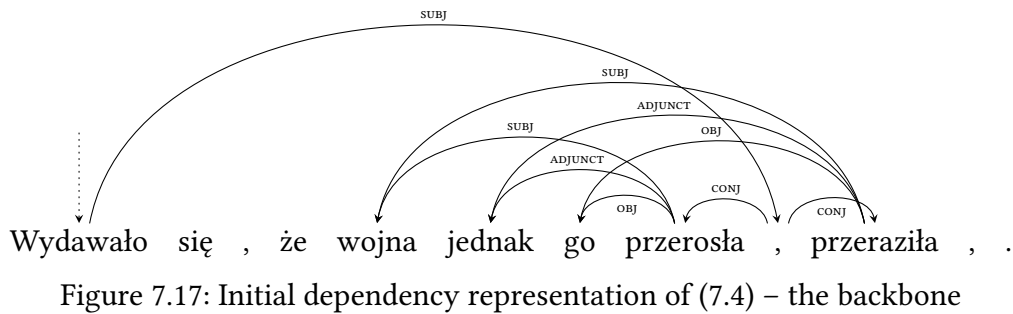 SUBJ
SUBJ
ADJUNCT
SUBJ
OBJ
ADJUNCT
CONJ
OBJ
CONJ
Wydawało się , że wojna jednak go przerosła , przeraziła , .
Figure 7.17: Initial dependency representation of (7.4) – the backbone